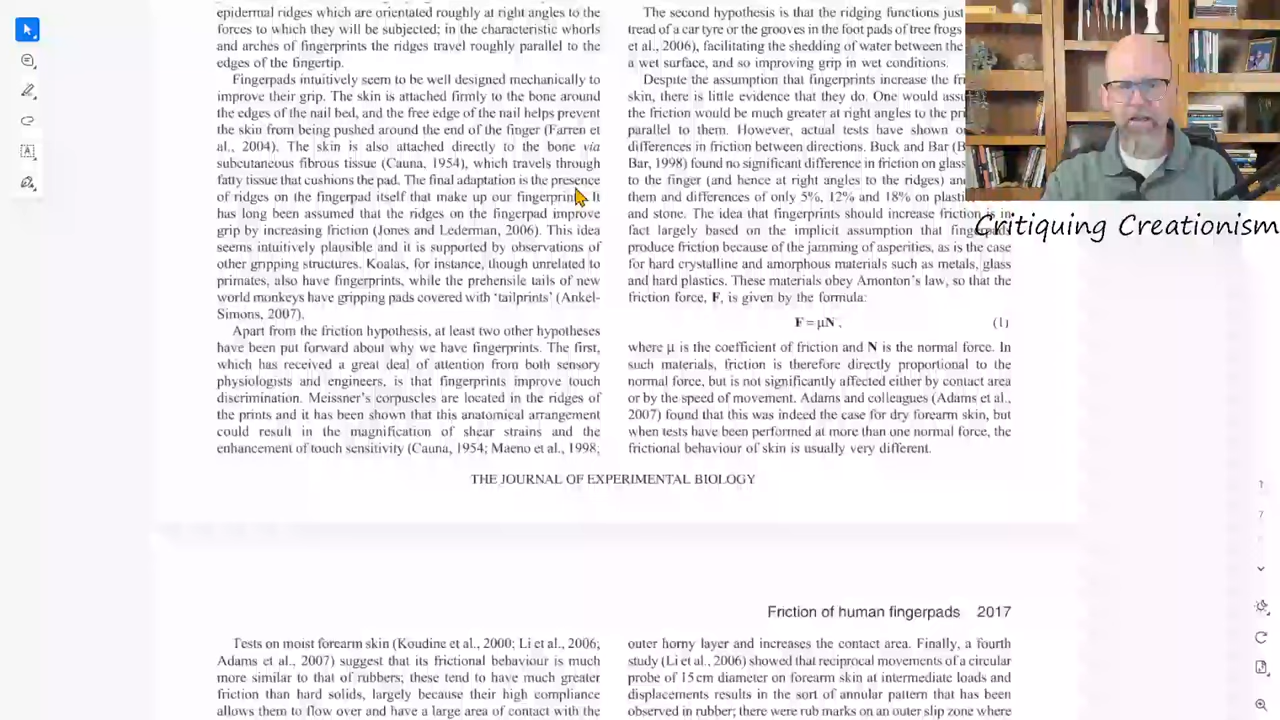 epidermal ridges which are orientated roughly at right angles to the
forces to which they will be subjected; in the characteristic whorls
and arches of fingerprints the ridges travel roughly parallel to the
edges of the fingertip.
Fingerpads intuitively seem to be well designed mechanically to
improve their grip. The skin is attached firmly to the bone around
the edges of the nail bed, and the free edge of the nail helps prevent
the skin from being pushed around the end of the finger (Farren et
al., 2004). The skin is also attached directly to the bone via
subcutaneous fibrous tissue (Cauna, 1954), which travels through
fatty tissue that cushions the pad. The final adaptation is the presence
of ridges on the fingerpad itself that make up our fingerprints. It
has long been assumed that the ridges on the fingerpad improve
grip by increasing friction (Jones and Lederman, 2006). This idea
seems intuitively plausible and it is supported by observations of
other gripping structures. Koalas, for instance, though unrelated to
primates, also have fingerprints, while the prehensile tails of new
world monkeys have gripping pads covered with ‘tailprints’ (Ankel-
Simons, 2007).
Apart from the friction hypothesis, at least two other hypotheses
have been put forward about why we have fingerprints. The first,
which has received a great deal of attention from both sensory
physiologists and engineers, is that fingerprints improve touch
discrimination. Meissner’s corpuscles are located in the ridges of
the prints and it has been shown that this anatomical arrangement
could result in the magnification of shear strains and the
enhancement of touch sensitivity (Cauna, 1954; Maeno et al., 1998;
The second hypothesis is that the ridging functions just
tread of a car tyre or the grooves in the foot pads of tree frogs
et al., 2006), facilitating the shedding of water between the
a wet surface, and so improving grip in wet conditions.
Despite the assumption that fingerprints increase the
skin, there is little evidence that they do. One would
the friction would be much greater at right angles to the
parallel to them. However, actual tests have shown
differences in friction between directions. Buck and Bar
Bar, 1998) found no significant difference in friction on glass
to the finger (and hence at right angles to the ridges)
them and differences of only 5%, 12% and 18% on
and stone. The idea that fingerprints should increase friction is in
fact largely based on the implicit assumption that
produce friction because of the jamming of asperities, as is the case
for hard crystalline and amorphous materials such as metals, glass
and hard plastics. These materials obey Amonton’s law, so that the
friction force, F, is given by the formula:
F = μN , (1)
where μ is the coefficient of friction and N is the normal force. In
such materials, friction is therefore directly proportional to the
normal force, but is not significantly affected either by contact area
or by the speed of movement. Adams and colleagues (Adams et al.,
2007) found that this was indeed the case for dry forearm skin, but
when tests have been performed at more than one normal force, the
frictional behaviour of skin is usually very different.
Critiquing Creationism
THE JOURNAL OF EXPERIMENTAL BIOLOGY
1
7
Friction of human fingerpads 2017
Tests on moist forearm skin (Koudine et al., 2000; Li et al., 2006;
Adams et al., 2007) suggest that its frictional behaviour is much
more similar to that of rubbers; these tend to have much greater
friction than hard solids, largely because their high compliance
allows them to flow over and have a large area of contact with the
outer horny layer and increases the contact area. Finally, a fourth
study (Li et al., 2006) showed that reciprocal movements of a circular
probe of 15 cm diameter on forearm skin at intermediate loads and
displacements results in the sort of annular pattern that has been
observed in rubber; there were rub marks on an outer slip zone where